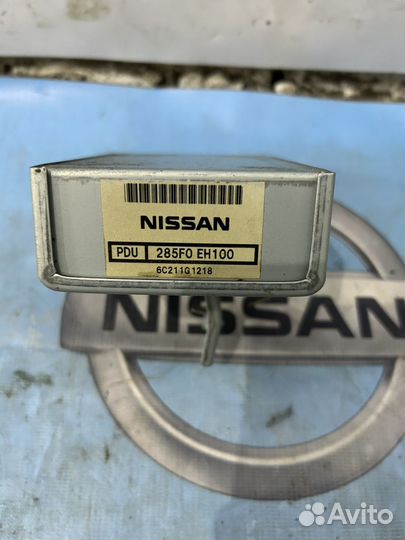 NISSAN
PDU 285F0 EH100
6C211G1218
NISSAN
Avito